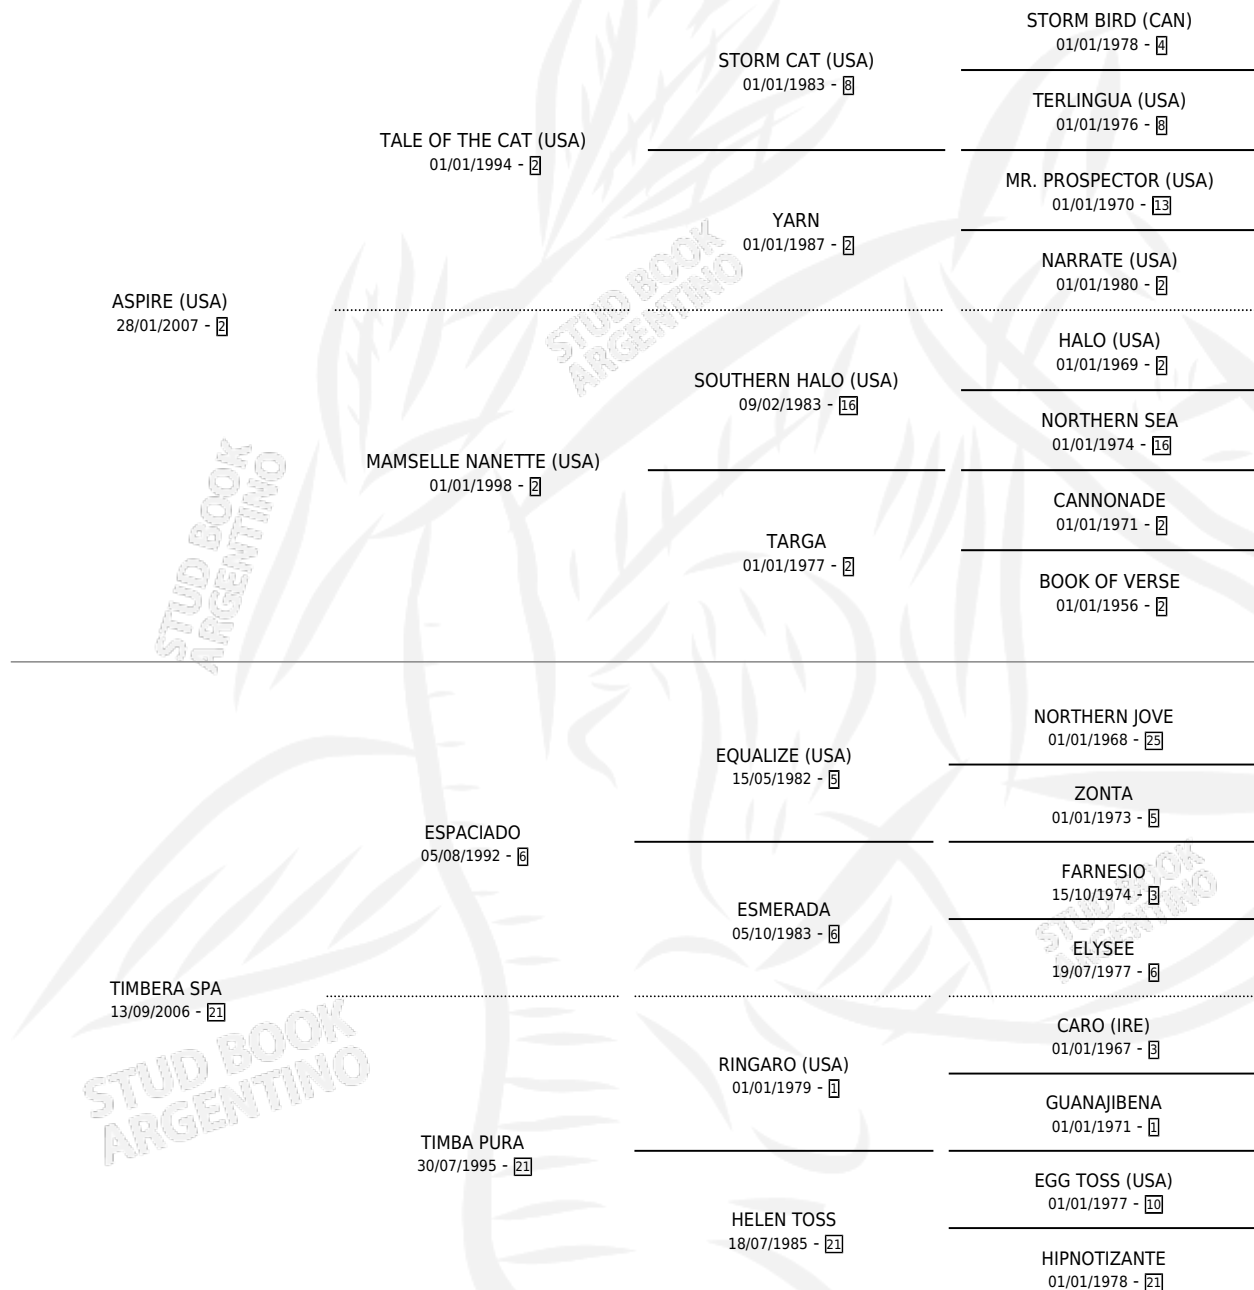 STORM BIRD (CAN)
01/01/1978 - 4
STORM CAT (USA)
01/01/1983 - 8
TERLINGUA (USA)
01/01/1976 - 8
TALE OF THE CAT (USA)
01/01/1994 - 2
MR. PROSPECTOR (USA)
01/01/1970 - 13
YARN
01/01/1987 - 2
NARRATE (USA)
01/01/1980 - 2
ASPIRE (USA)
28/01/2007 - 2
HALO (USA)
01/01/1969 - 2
SOUTHERN HALO (USA)
09/02/1983 - 16
NORTHERN SEA
01/01/1974 - 16
MAMSELLE NANETTE (USA)
01/01/1998 - 2
CANNONADE
01/01/1971 - 2
TARGA
01/01/1977 - 2
BOOK OF VERSE
01/01/1956 - 2
STUD BOOK
ARGENTINO
STUD BOOK
ARGENTINO
NORTHERN JOVE
01/01/1968 - 25
EQUALIZE (USA)
15/05/1982 - 5
ZONTA
01/01/1973 - 5
ESPACIADO
05/08/1992 - 6
FARNESIO
15/10/1974 - 3
ESMERADA
05/10/1983 - 6
ELYSEE
19/07/1977 - 6
STUD BOOK
ARGENTINO
TIMBERA SPA
13/09/2006 - 21
CARO (IRE)
01/01/1967 - 3
RINGARO (USA)
01/01/1979 - 1
GUANAJIBENA
01/01/1971 - 1
STUD BOOK
ARGENTINO
TIMBA PURA
30/07/1995 - 21
EGG TOSS (USA)
01/01/1977 - 10
HELEN TOSS
18/07/1985 - 21
HIPNOTIZANTE
01/01/1978 - 21